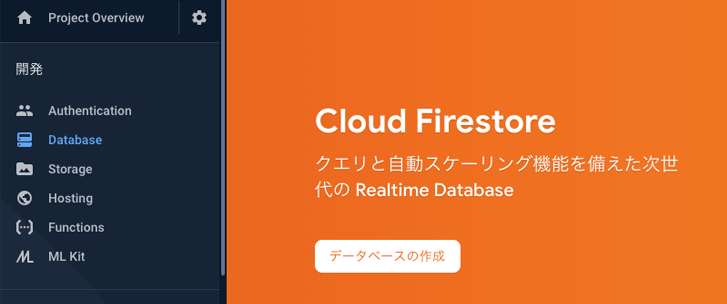 Project Overview
開発
Authentication
Database
Storage
Hosting
Functions
ML Kit
Cloud Firestore
クエリと自動スケーリング機能を備えた次世
代の Realtime Database
データベースの作成